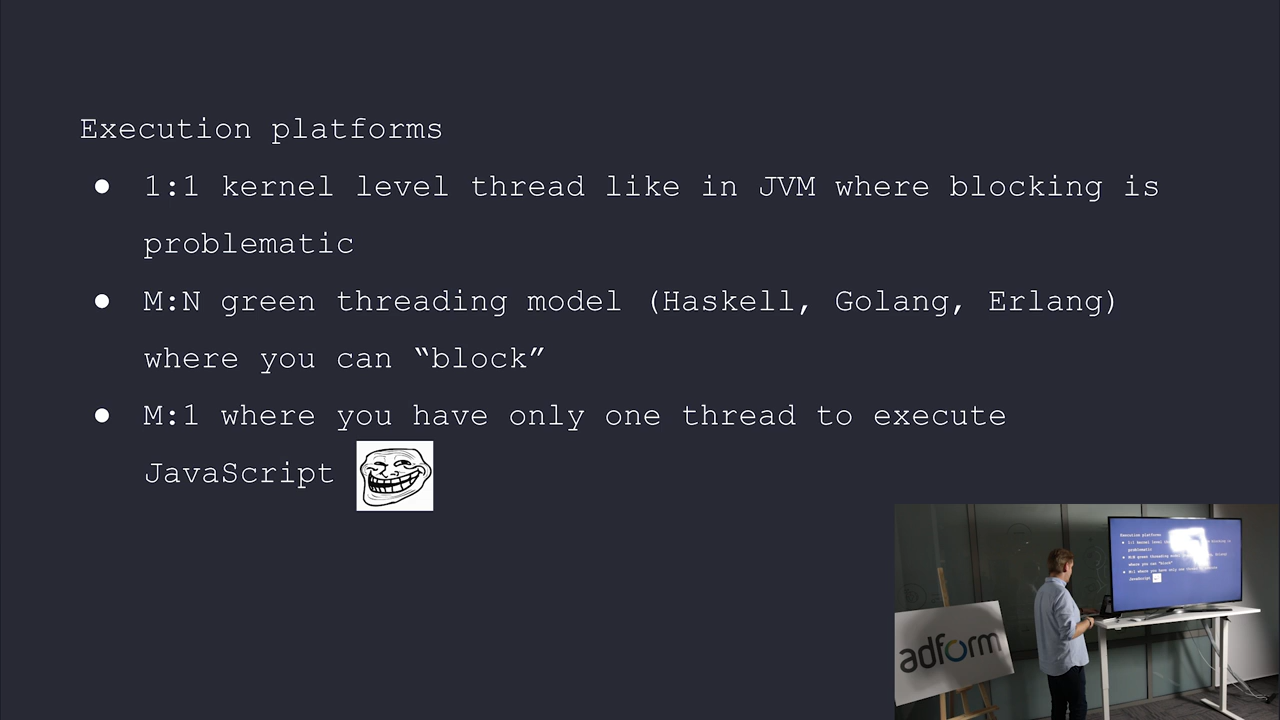 Execution platforms
● 1:1 kernel level thread like in JVM where blocking is
problematic
● M:N green threading model (Haskell, Golang, Erlang)
where you can “block”
● M:1 where you have only one thread to execute
JavaScript
adform